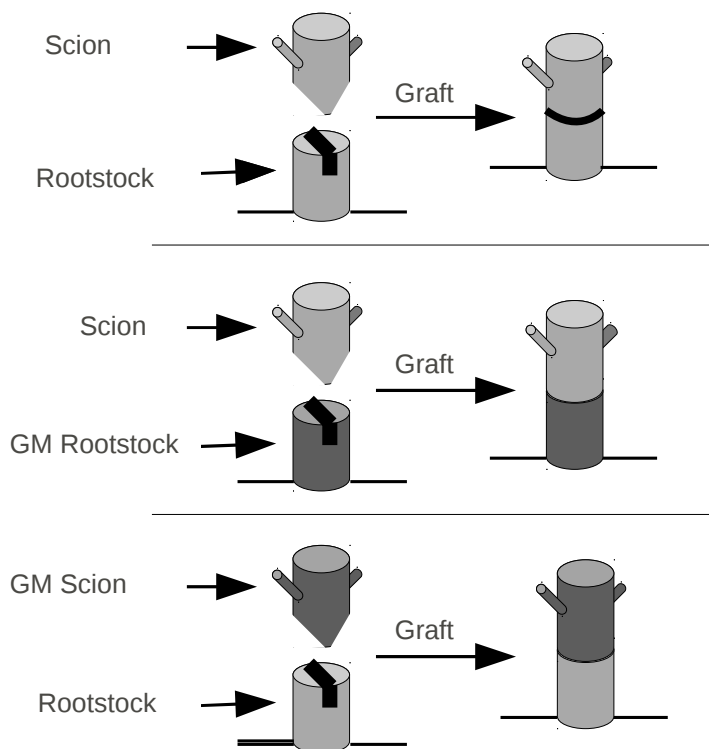 Scion
Graft
Rootstock
Scion
Graft
GM Rootstock
GM Scion
Graft
Rootstock